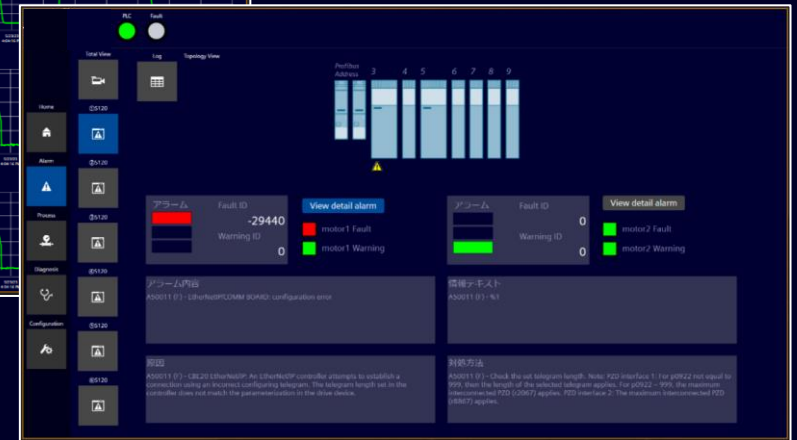 PLC Fault
Total View
Log Topology View
Profibus
Address 3 4 5 6 7 8 9
Home
①S120
Alarm
②S120
Process
③S120
Diagnosis
④S120
Configuration
⑤S120
⑥S120
アラーム Fault ID
-29440
Warning ID
0
View detail alarm
motor1 Fault
motor1 Warning
アラーム Fault ID
0
Warning ID
0
View detail alarm
motor2 Fault
motor2 Warning
アラーム内容
A50011 (F) - EtherNet/IP COMM BOARD: configuration error
情報テキスト
A50011 (F) - %1
原因
A50011 (F) - CBE20 EtherNet/IP: An EtherNet/IP controller attempts to establish a
connection using an incorrect configuring telegram. The telegram length set in the
controller does not match the parameterization in the drive device.
対処方法
A50011 (F) - Check the set telegram length. Note: PZD interface 1: For p0922 not equal to
999, then the length of the selected telegram applies. For p0922 = 999, the maximum
interconnected PZD (r2067) applies. PZD interface 2: The maximum interconnected PZD
(r8867) applies.